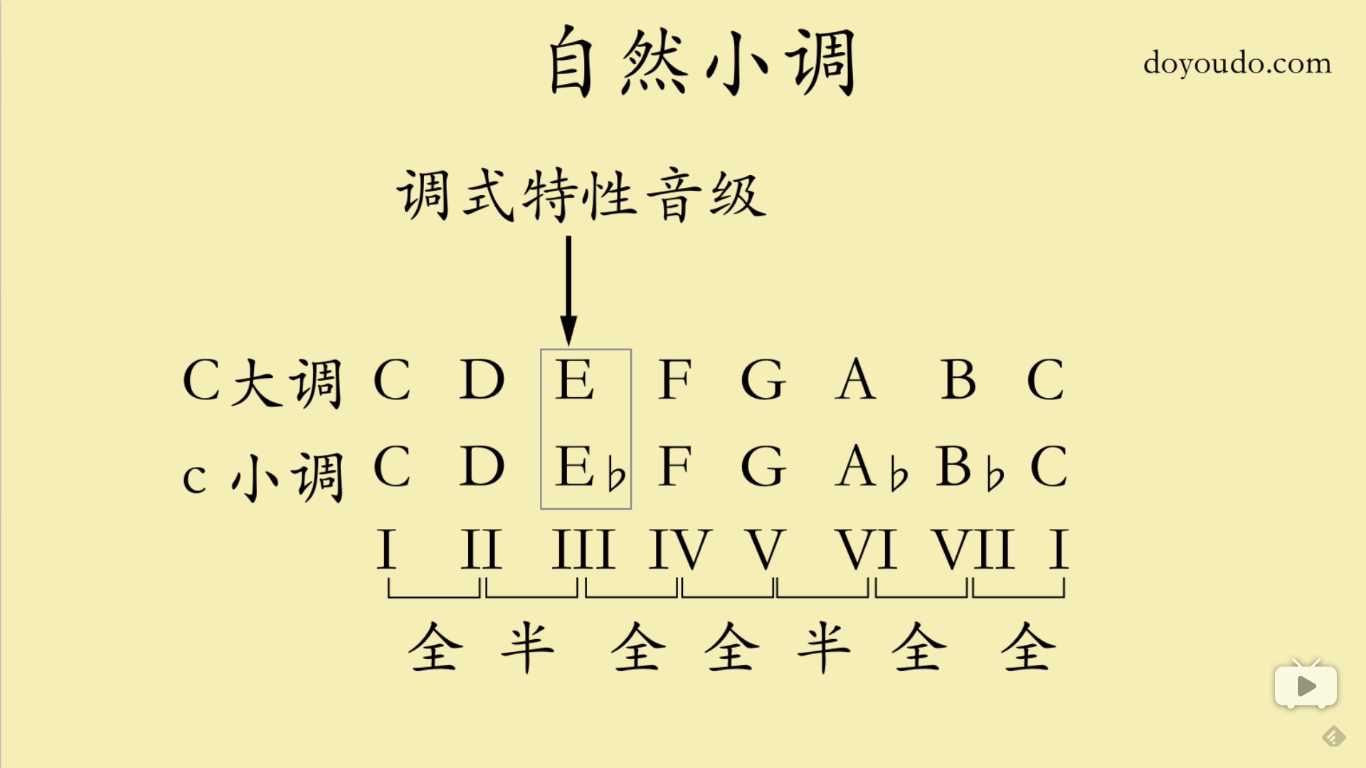 自然小调
doyoudo.com
调式特性音级
C大调 C D E F G A B C
c 小调 C D E♭ F G A♭ B♭ C
I II III IV V VI VII I
全 半 全 全 半 全 全